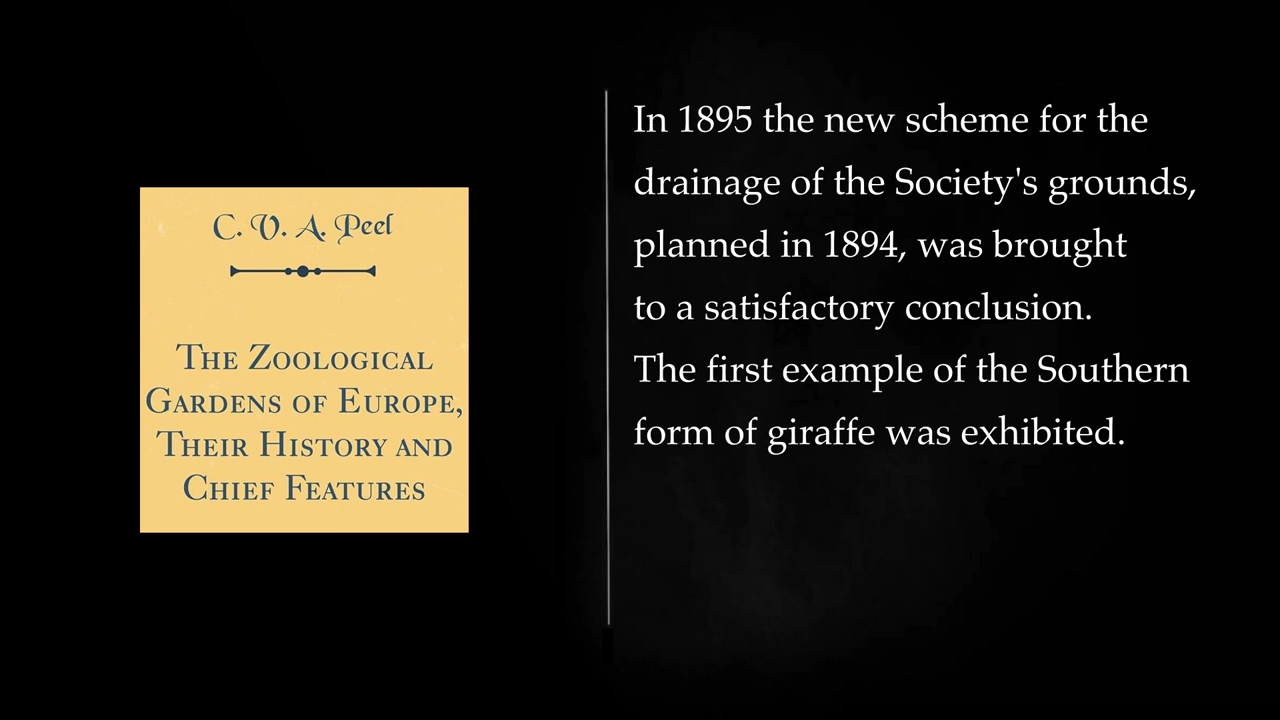 C. V. A. Peel
The Zoological
Gardens of Europe,
Their History and
Chief Features
In 1895 the new scheme for the
drainage of the Society's grounds,
planned in 1894, was brought
to a satisfactory conclusion.
The first example of the Southern
form of giraffe was exhibited.